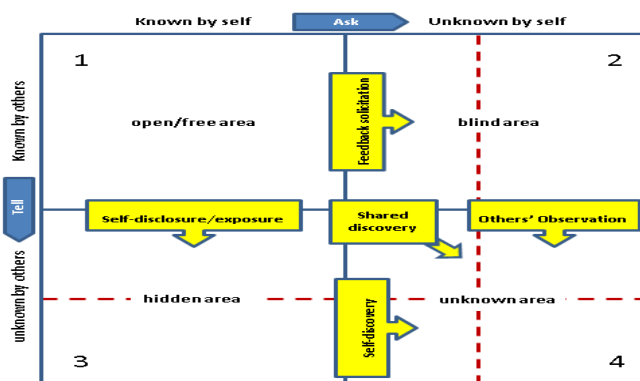 Known by self
Ask
Unknown by self
1
2
Known by others
open/free area
Feedback solicitation
blind area
Tell
Self-disclosure/exposure
Shared
discovery
Others' Observation
unknown by others
hidden area
Self-discovery
unknown area
3
4